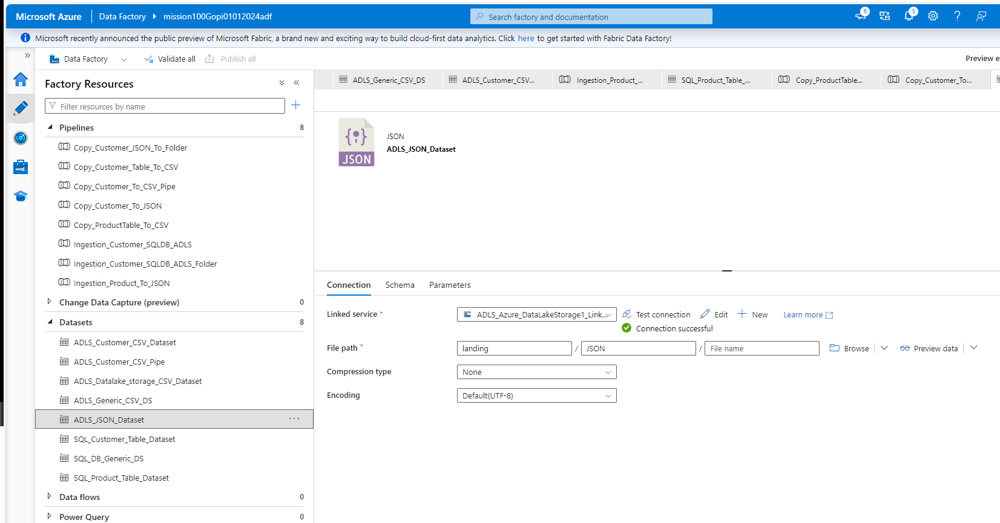 Microsoft Azure Data Factory mission100Gopi01012024adf Search factory and documentation 6 5
Microsoft recently announced the public preview of Microsoft Fabric, a brand new and exciting way to build cloud-first data analytics. Click here to get started with Fabric Data Factory!
Data Factory Validate all Publish all Preview e
Factory Resources
ADLS_Generic_CSV_DS ADLS_Customer_CSV... Ingestion_Product_... SQL_Product_Table_... Copy_ProductTable... Copy_Customer_To...
Filter resources by name
Pipelines 8
Copy_Customer_JSON_To_Folder
Copy_Customer_Table_To_CSV
Copy_Customer_To_CSV_Pipe
Copy_Customer_To_JSON
Copy_ProductTable_To_CSV
Ingestion_Customer_SQLDB_ADLS
Ingestion_Customer_SQLDB_ADLS_Folder
Ingestion_Product_To_JSON
Change Data Capture (preview) 0
Datasets 8
ADLS_Customer_CSV_Dataset
ADLS_Customer_CSV_Pipe
ADLS_Datalake_storage_CSV_Dataset
ADLS_Generic_CSV_DS
ADLS_JSON_Dataset ...
SQL_Customer_Table_Dataset
SQL_DB_Generic_DS
SQL_Product_Table_Dataset
Data flows 0
Power Query 0
JSON
JSON
ADLS_JSON_Dataset
Connection Schema Parameters
Linked service * ADLS_Azure_DataLakeStorage1_Link... Test connection Edit New Learn more
Connection successful
File path * landing / JSON / File name Browse Preview data
Compression type None
Encoding Default(UTF-8)